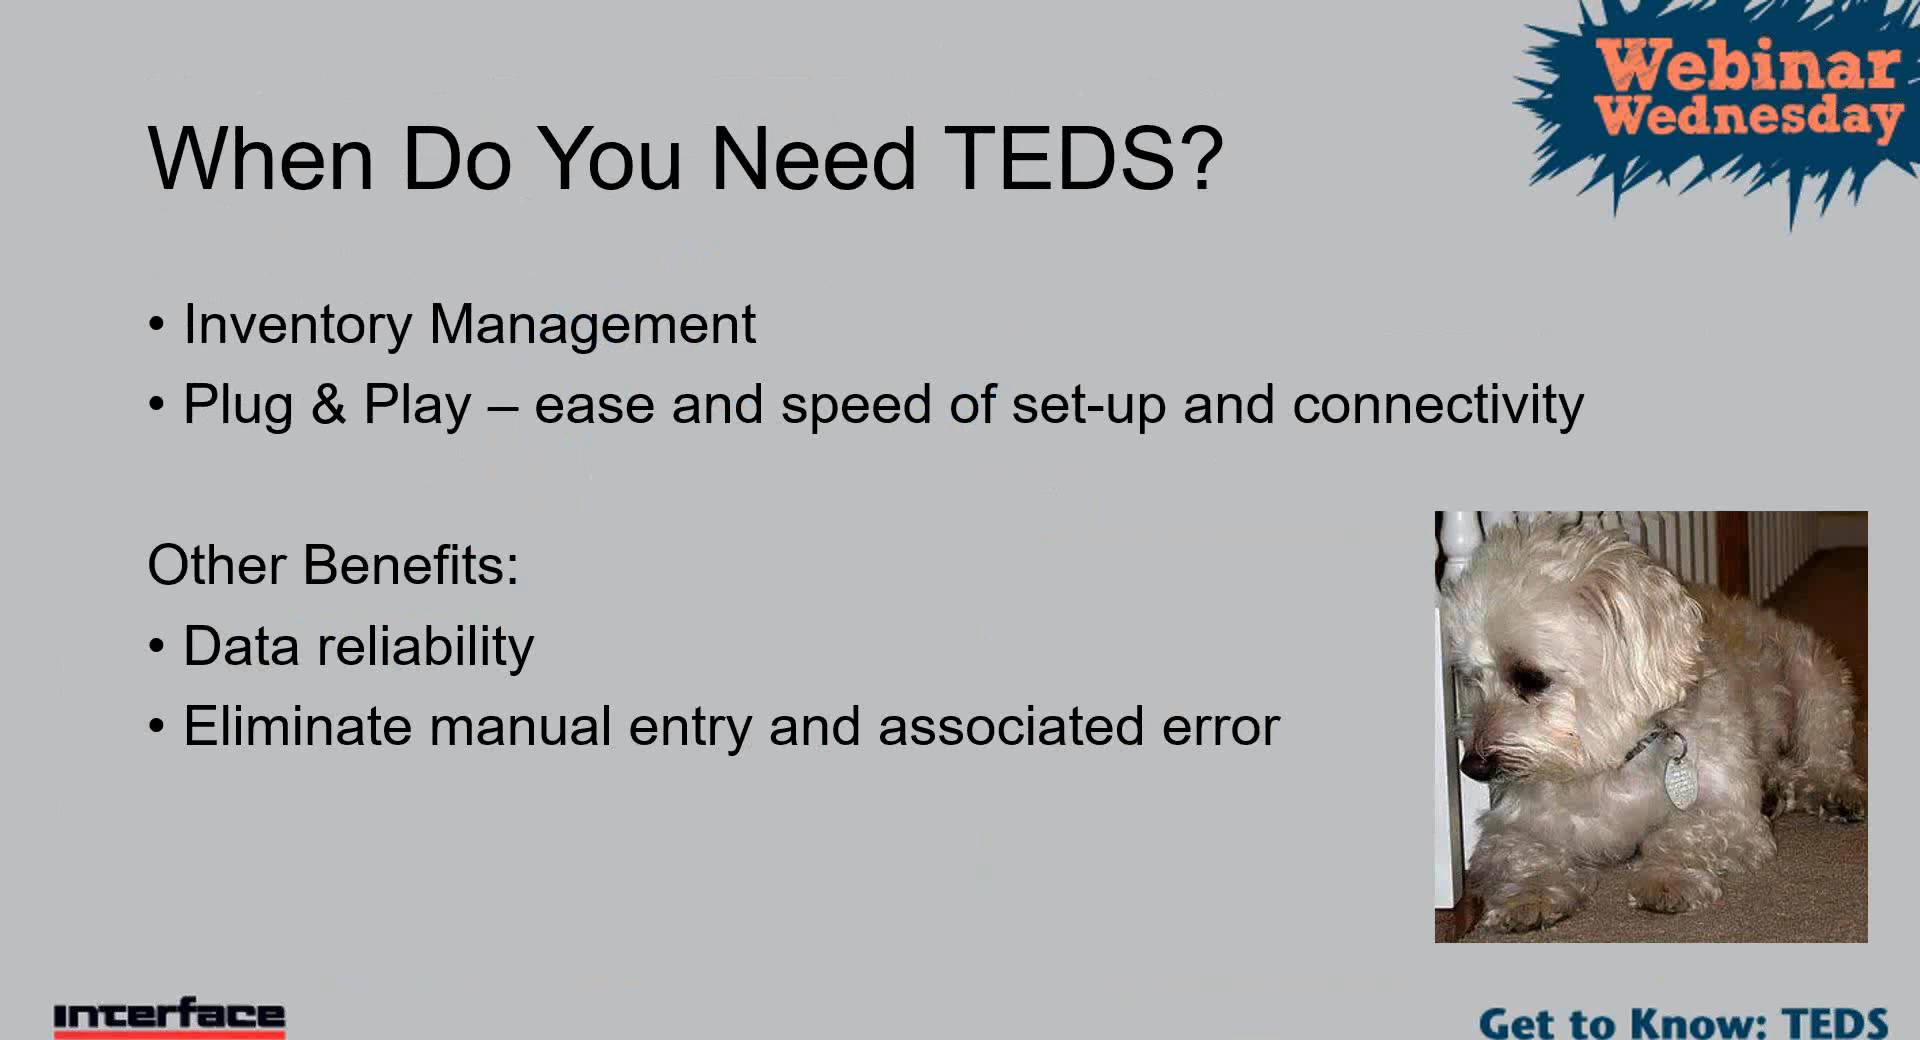 Webinar
Wednesday
When Do You Need TEDS?
• Inventory Management
• Plug & Play – ease and speed of set-up and connectivity
Other Benefits:
• Data reliability
• Eliminate manual entry and associated error
interface
Get to Know: TEDS